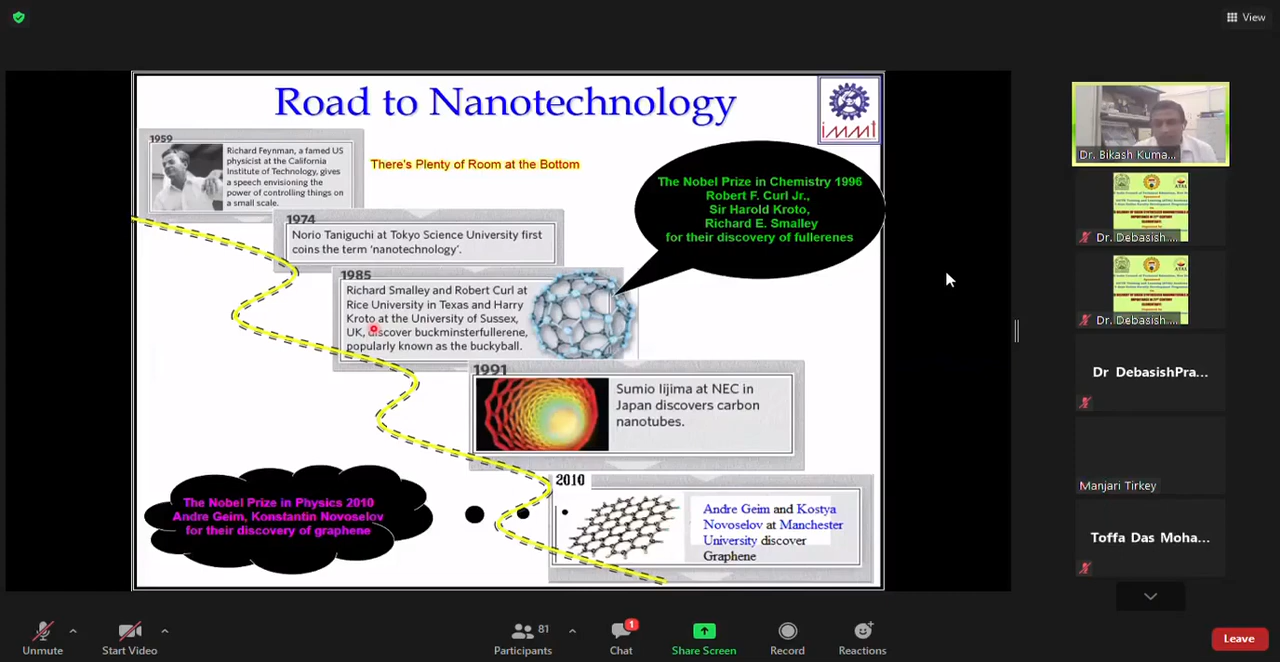 View
Road to Nanotechnology
immt
1959
Richard Feynman, a famed US
physicist at the California
Institute of Technology, gives
a speech envisioning the
power of controlling things on
a small scale.
There's Plenty of Room at the Bottom
The Nobel Prize in Chemistry 1996
Robert F. Curl Jr.,
Sir Harold Kroto,
Richard E. Smalley
for their discovery of fullerenes
1974
Norio Taniguchi at Tokyo Science University first
coins the term 'nanotechnology'.
1985
Richard Smalley and Robert Curl at
Rice University in Texas and Harry
Kroto at the University of Sussex,
UK, discover buckminsterfullerene,
popularly known as the buckyball.
1991
Sumio Iijima at NEC in
Japan discovers carbon
nanotubes.
The Nobel Prize in Physics 2010
Andre Geim, Konstantin Novoselov
for their discovery of graphene
2010
Andre Geim and Kostya
Novoselov at Manchester
University discover
Graphene
Dr. Bikash Kuma...
Dr. Debasish ...
Dr. Debasish ...
Dr DebasishPra...
Manjari Tirkey
Toffa Das Moha...
Unmute
Start Video
Participants
81
Chat
1
Share Screen
Record
Reactions
Leave